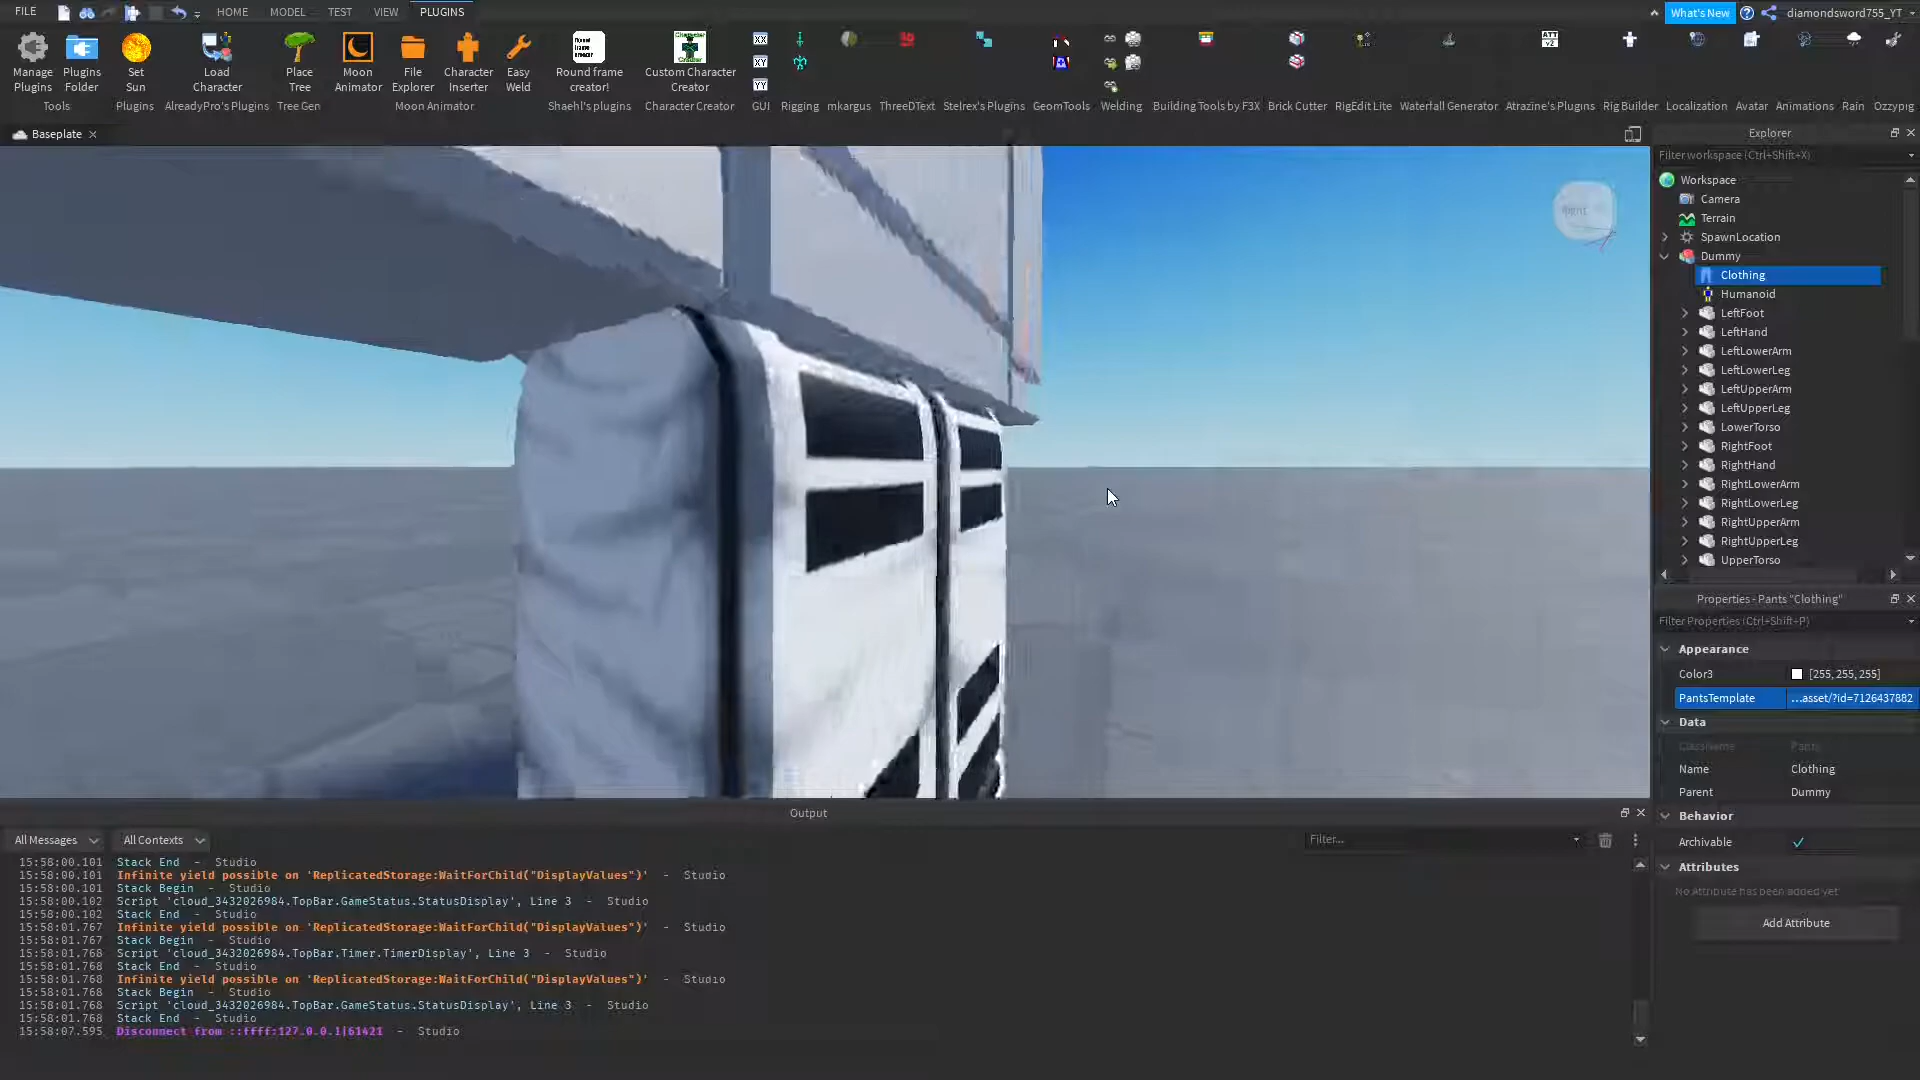 FILE
HOME
MODEL
TEST
VIEW
PLUGINS
What's New
diamondsword755_YT
Manage Plugins
Plugins Folder
Set Sun
Load Character
Place Tree
Moon Animator
File Explorer
Character Inserter
Easy Weld
Round frame creator!
Custom Character Creator
Tools
Plugins
AlreadyPro's Plugins
Tree Gen
Moon Animator
Shaehl's plugins
Character Creator
GUI
Rigging
mkargus
ThreeDText
Stelrex's Plugins
GeomTools
Welding
Building Tools by F3X
Brick Cutter
RigEdit Lite
Waterfall Generator
Atrazine's Plugins
Rig Builder
Localization
Avatar
Animations
Rain
Ozzypig
XX
XY
YY
ATT v2
Baseplate
Explorer
Filter workspace (Ctrl+Shift+X)
Workspace
Camera
Terrain
SpawnLocation
Dummy
Clothing
Humanoid
LeftFoot
LeftHand
LeftLowerArm
LeftLowerLeg
LeftUpperArm
LeftUpperLeg
LowerTorso
RightFoot
RightHand
RightLowerArm
RightLowerLeg
RightUpperArm
RightUpperLeg
UpperTorso
Properties - Pants "Clothing"
Filter Properties (Ctrl+Shift+P)
Appearance
Color3 [255, 255, 255]
PantsTemplate ...asset/?id=7126437882
Data
ClassName Pants
Name Clothing
Parent Dummy
Behavior
Archivable
Attributes
No Attribute has been added yet
Add Attribute
Output
All Messages
All Contexts
Filter...
15:58:00.101 Stack End - Studio
15:58:00.101 Infinite yield possible on 'ReplicatedStorage:WaitForChild("DisplayValues")' - Studio
15:58:00.101 Stack Begin - Studio
15:58:00.102 Script 'cloud_3432026984.TopBar.GameStatus.StatusDisplay', Line 3 - Studio
15:58:00.102 Stack End - Studio
15:58:01.767 Infinite yield possible on 'ReplicatedStorage:WaitForChild("DisplayValues")' - Studio
15:58:01.767 Stack Begin - Studio
15:58:01.768 Script 'cloud_3432026984.TopBar.Timer.TimerDisplay', Line 3 - Studio
15:58:01.768 Stack End - Studio
15:58:01.768 Infinite yield possible on 'ReplicatedStorage:WaitForChild("DisplayValues")' - Studio
15:58:01.768 Stack Begin - Studio
15:58:01.768 Script 'cloud_3432026984.TopBar.GameStatus.StatusDisplay', Line 3 - Studio
15:58:01.768 Stack End - Studio
15:58:07.595 Disconnect from ::ffff:127.0.0.1|61421 - Studio